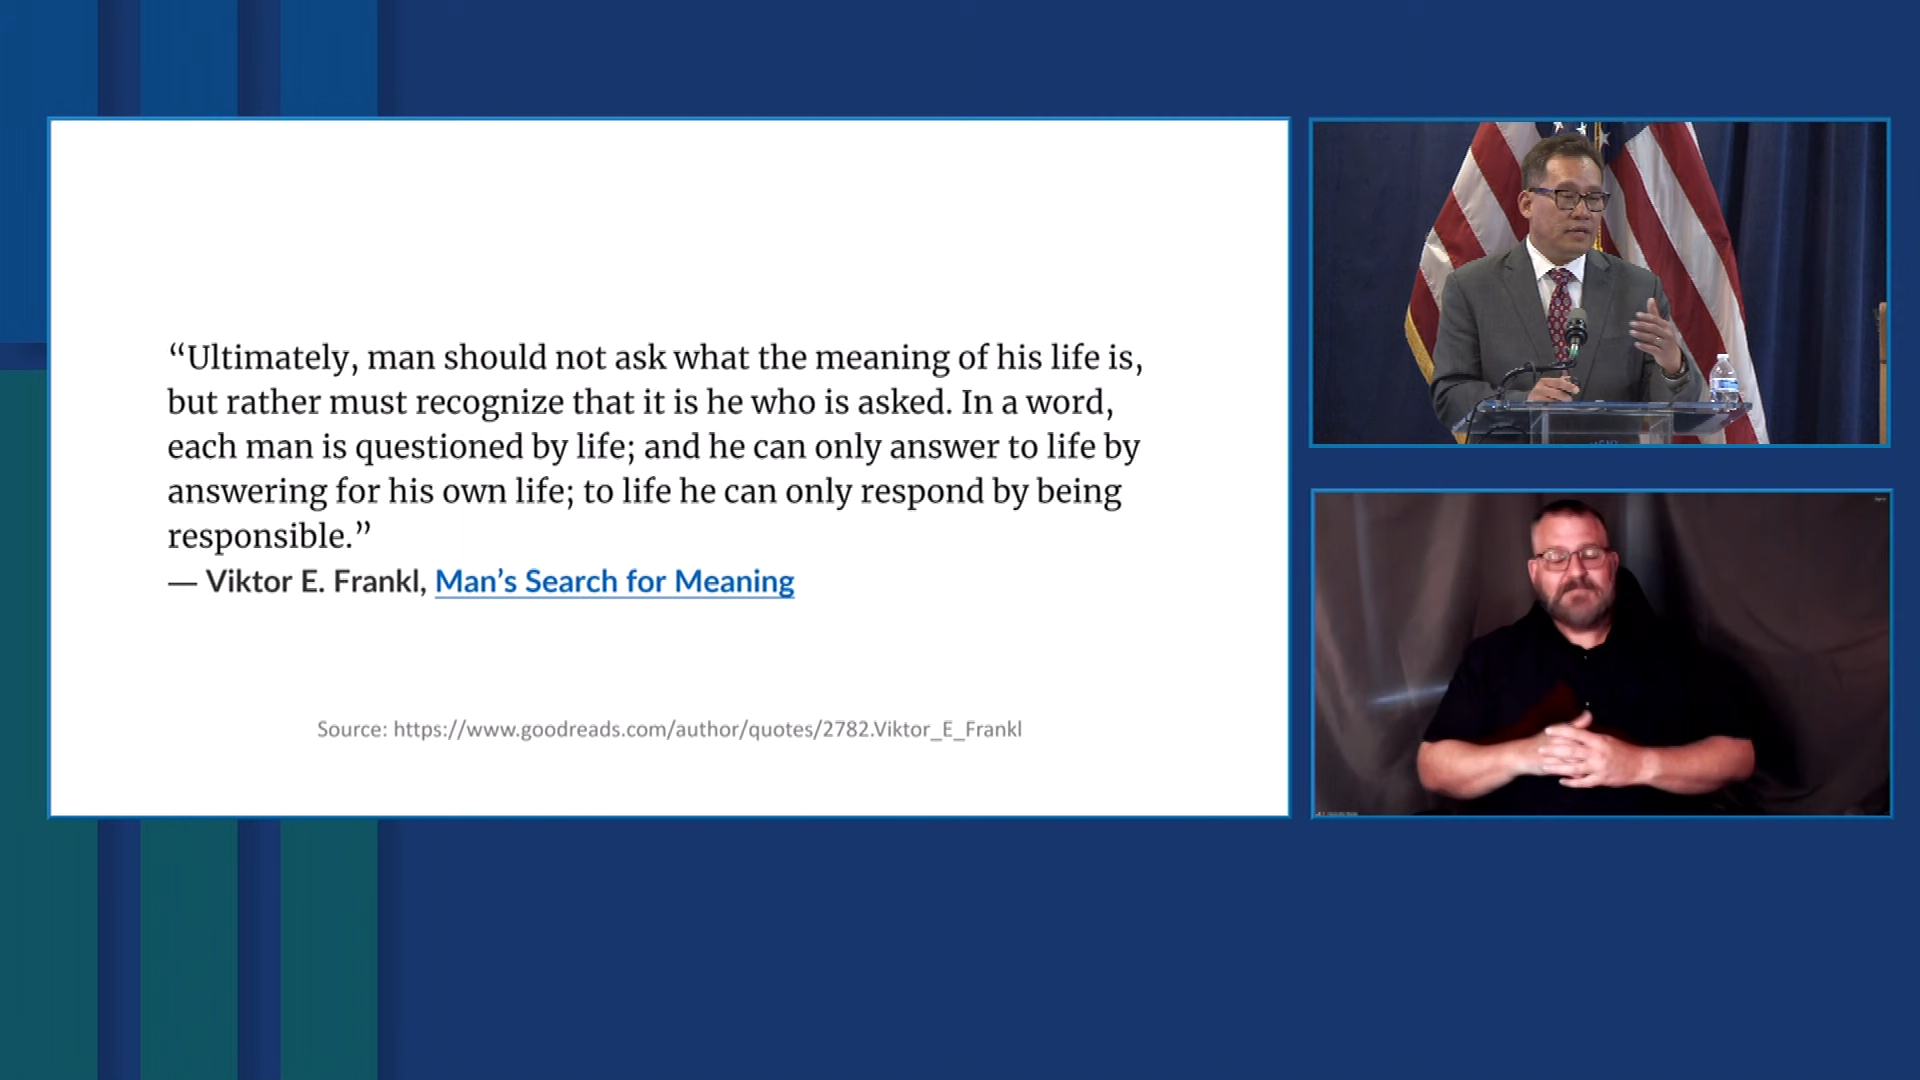 “Ultimately, man should not ask what the meaning of his life is,
but rather must recognize that it is he who is asked. In a word,
each man is questioned by life; and he can only answer to life by
answering for his own life; to life he can only respond by being
responsible.”
— Viktor E. Frankl, Man’s Search for Meaning
Source: https://www.goodreads.com/author/quotes/2782.Viktor_E_Frankl